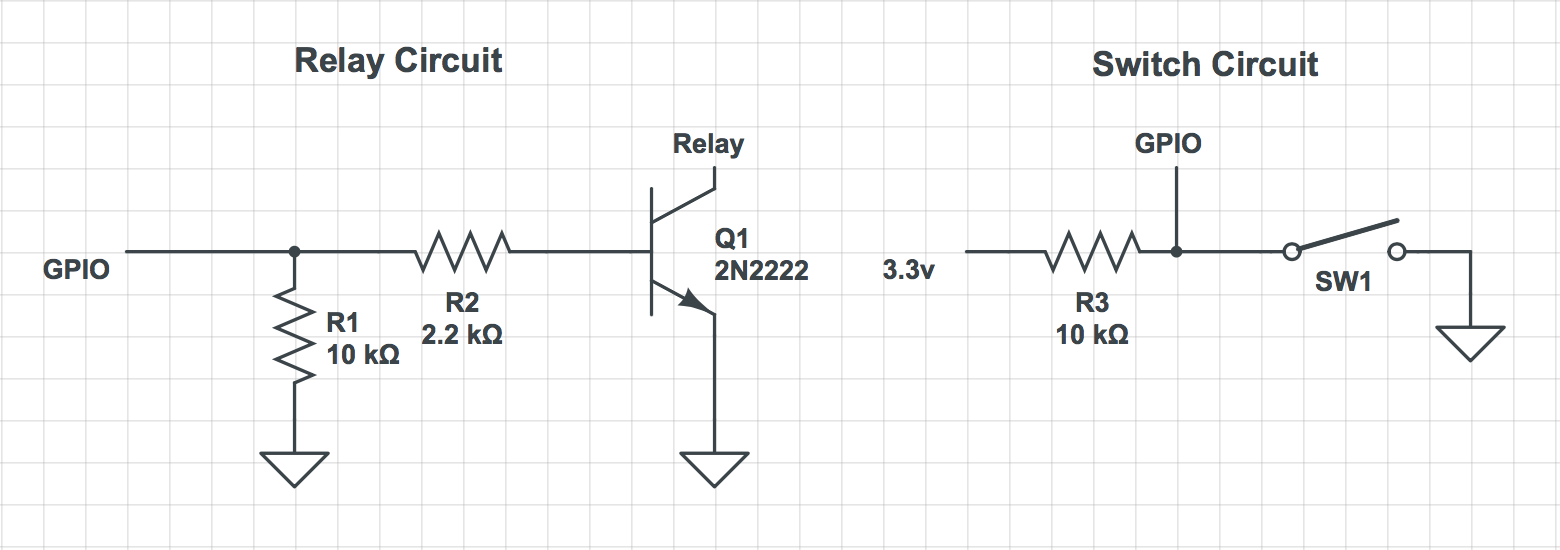 Relay Circuit
GPIO
R1
10 kΩ
R2
2.2 kΩ
Relay
Q1
2N2222
Switch Circuit
GPIO
3.3v
R3
10 kΩ
SW1